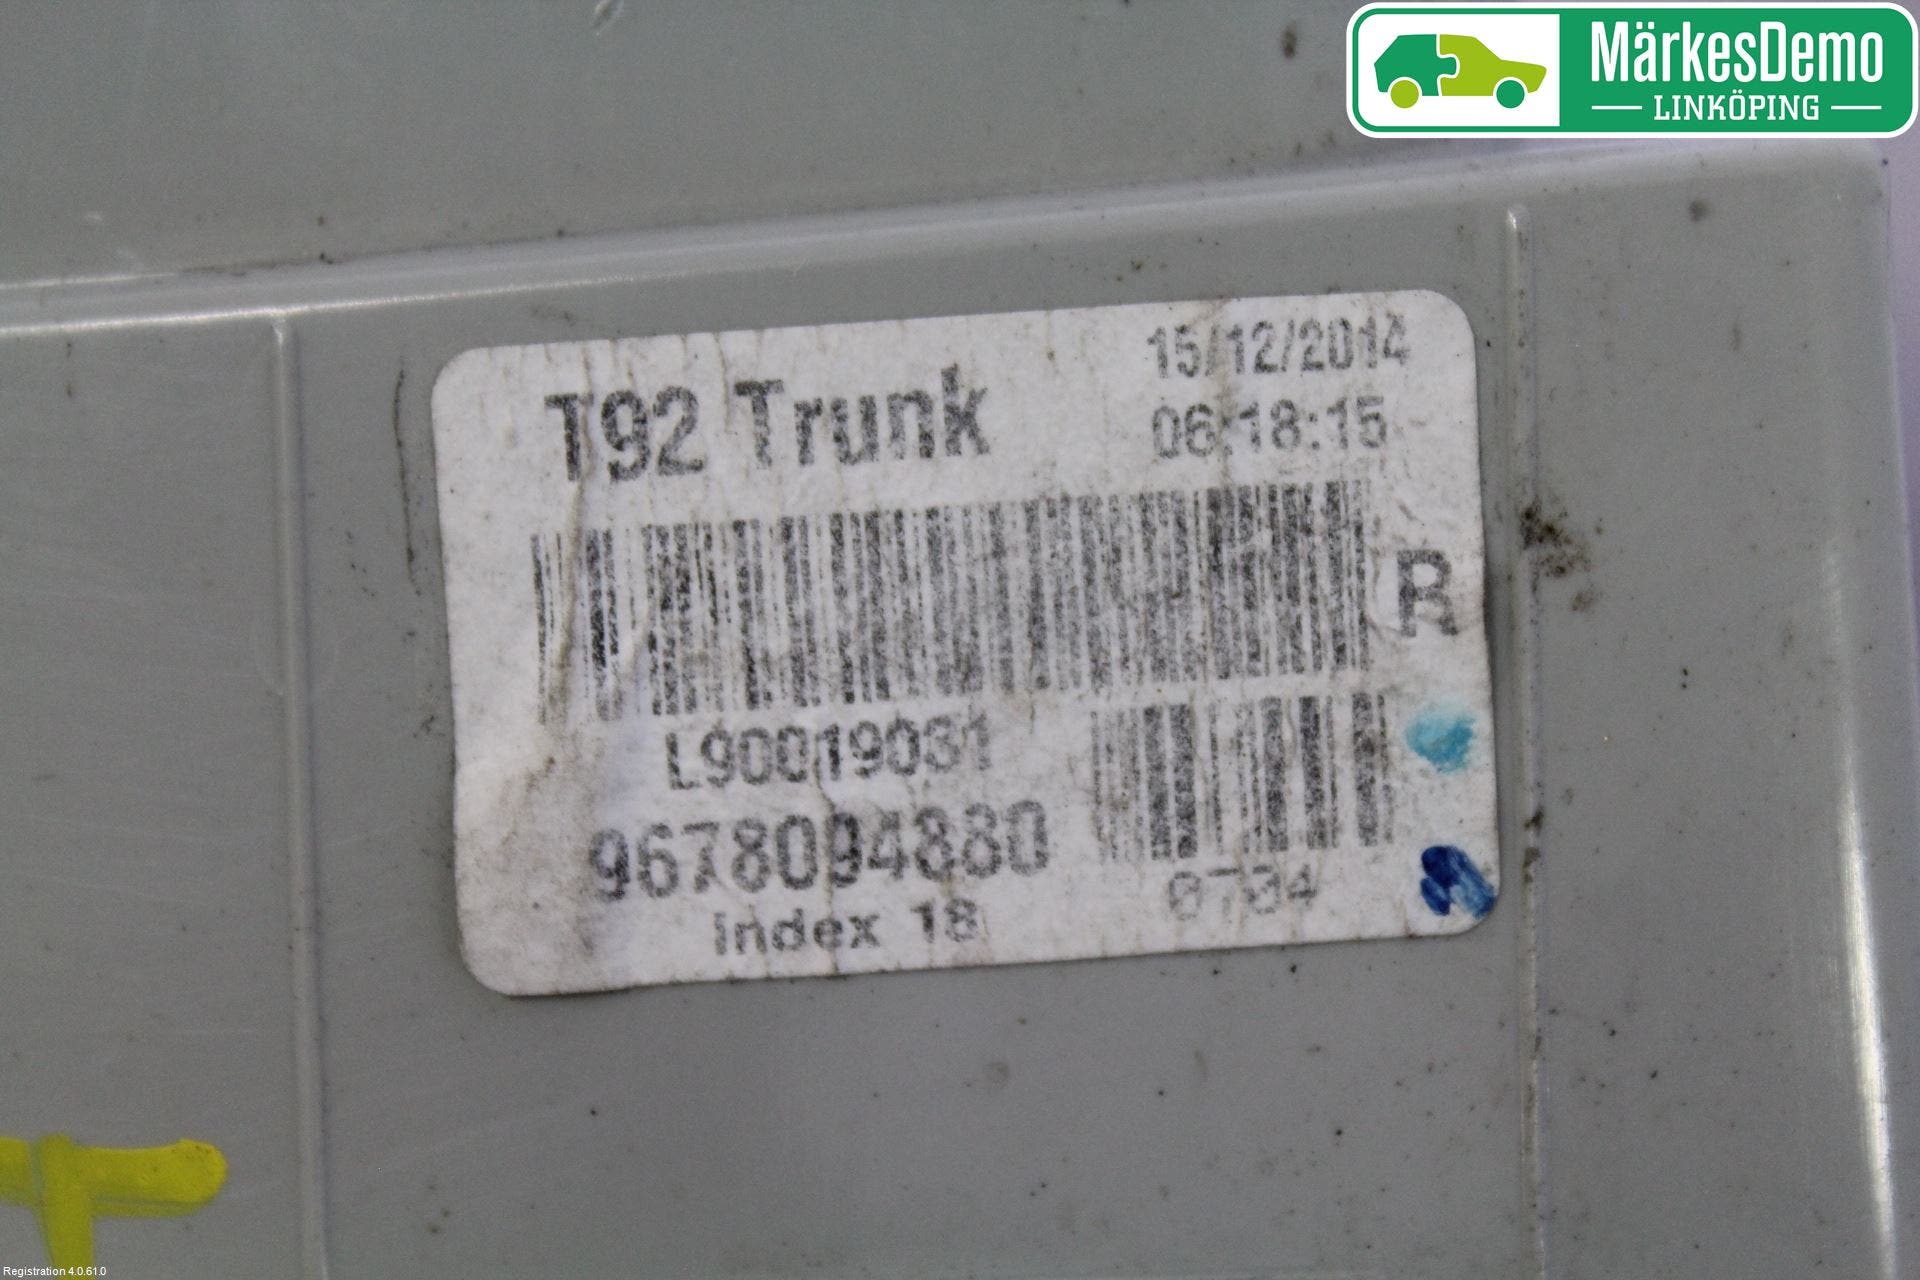 MärkesDemo
LINKÖPING
15/12/2014
T92 Trunk
06:18:15
R
L90019031
9678094880
0704
Index 18
Registration 4.0.61.0